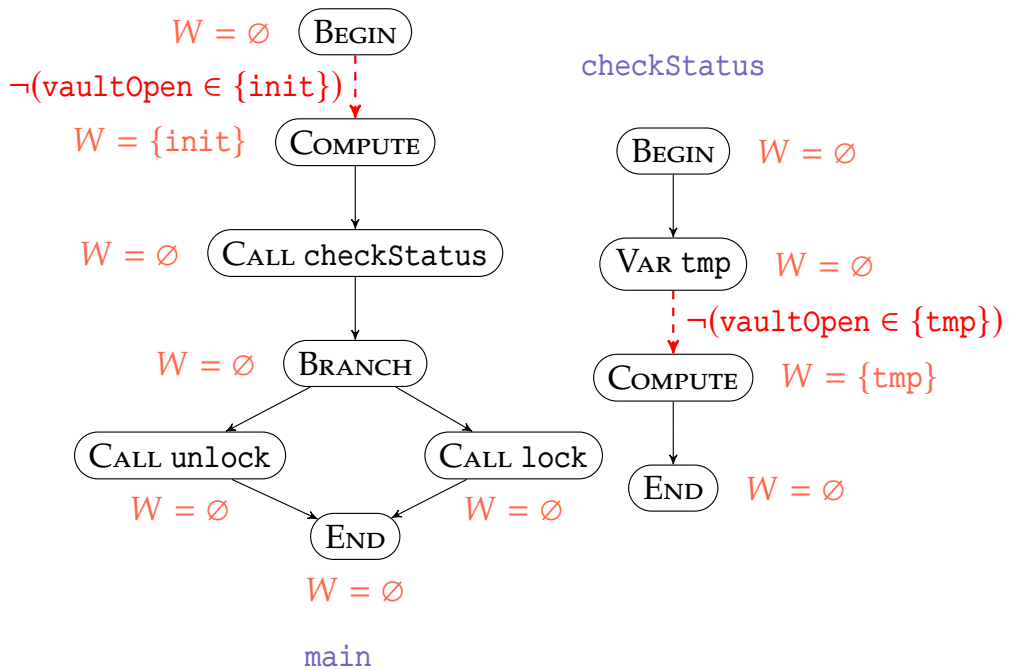 W = ∅ BEGIN
¬(vaultOpen ∈ {init})
W = {init} COMPUTE
W = ∅ CALL checkStatus
W = ∅ BRANCH
CALL unlock CALL lock
W = ∅ W = ∅
END
W = ∅
main
checkStatus
BEGIN W = ∅
VAR tmp W = ∅
¬(vaultOpen ∈ {tmp})
COMPUTE W = {tmp}
END W = ∅